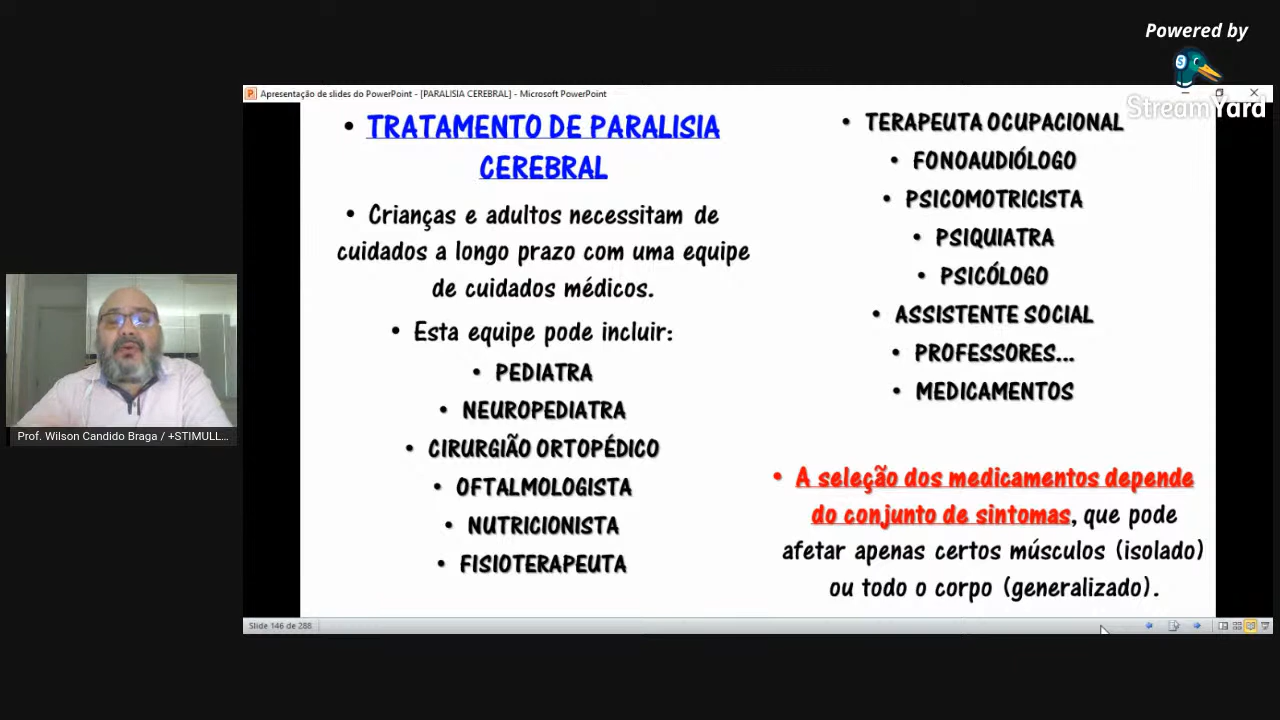 Powered by
StreamYard
Apresentação de slides do PowerPoint - [PARALISIA CEREBRAL] - Microsoft PowerPoint
• TRATAMENTO DE PARALISIA
CEREBRAL
• Crianças e adultos necessitam de
cuidados a longo prazo com uma equipe
de cuidados médicos.
• Esta equipe pode incluir:
• PEDIATRA
• NEUROPEDIATRA
• CIRURGIÃO ORTOPÉDICO
• OFTALMOLOGISTA
• NUTRICIONISTA
• FISIOTERAPEUTA
• TERAPEUTA OCUPACIONAL
• FONOAUDIÓLOGO
• PSICOMOTRICISTA
• PSIQUIATRA
• PSICÓLOGO
• ASSISTENTE SOCIAL
• PROFESSORES...
• MEDICAMENTOS
• A seleção dos medicamentos depende
do conjunto de sintomas, que pode
afetar apenas certos músculos (isolado)
ou todo o corpo (generalizado).
Prof. Wilson Candido Braga / +STIMULL...
Slide 146 de 288